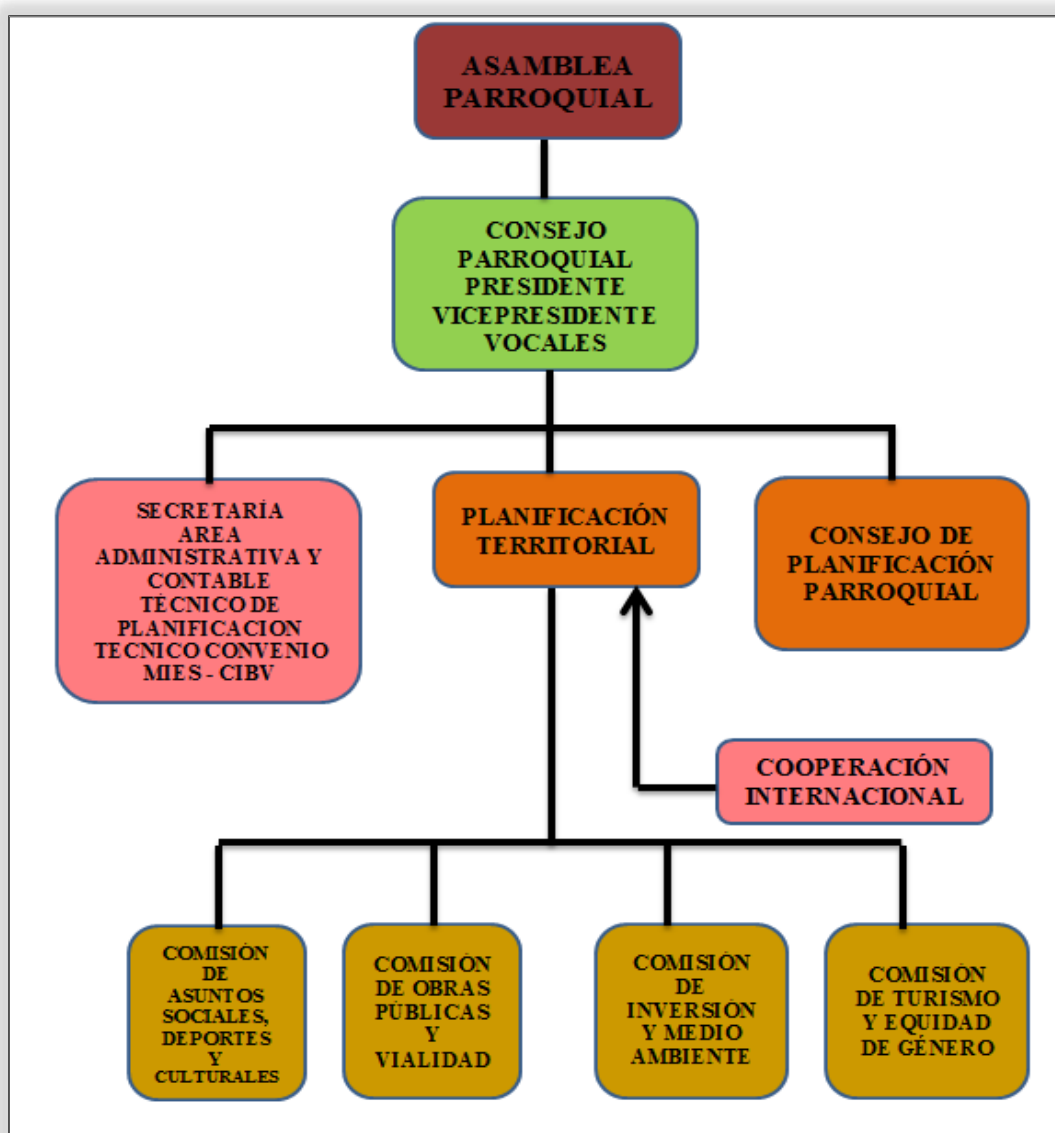 ASAMBLEA
PARROQUIAL
CONSEJO
PARROQUIAL
PRESIDENTE
VICEPRESIDENTE
VOCALES
SECRETARÍA
AREA
ADMINISTRATIVA Y
CONTABLE
TÉCNICO DE
PLANIFICACION
TECNICO CONVENIO
MIES - CIBV
PLANIFICACIÓN
TERRITORIAL
CONSEJO DE
PLANIFICACIÓN
PARROQUIAL
COOPERACIÓN
INTERNACIONAL
COMISIÓN
DE
ASUNTOS
SOCIALES,
DEPORTES
Y
CULTURALES
COMISIÓN
DE OBRAS
PÚBLICAS
Y
VIALIDAD
COMISIÓN
DE
INVERSIÓN
Y MEDIO
AMBIENTE
COMISIÓN
DE TURISMO
Y EQUIDAD
DE GÉNERO